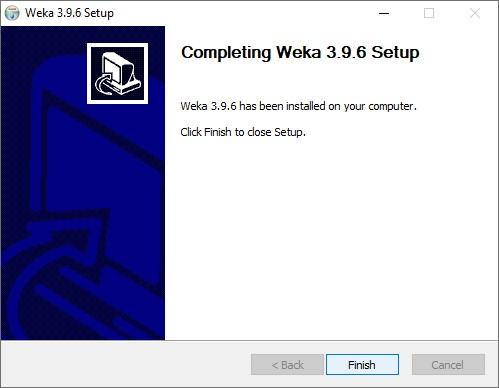 Weka 3.9.6 Setup
Completing Weka 3.9.6 Setup
Weka 3.9.6 has been installed on your computer.
Click Finish to close Setup.
< Back
Finish
Cancel